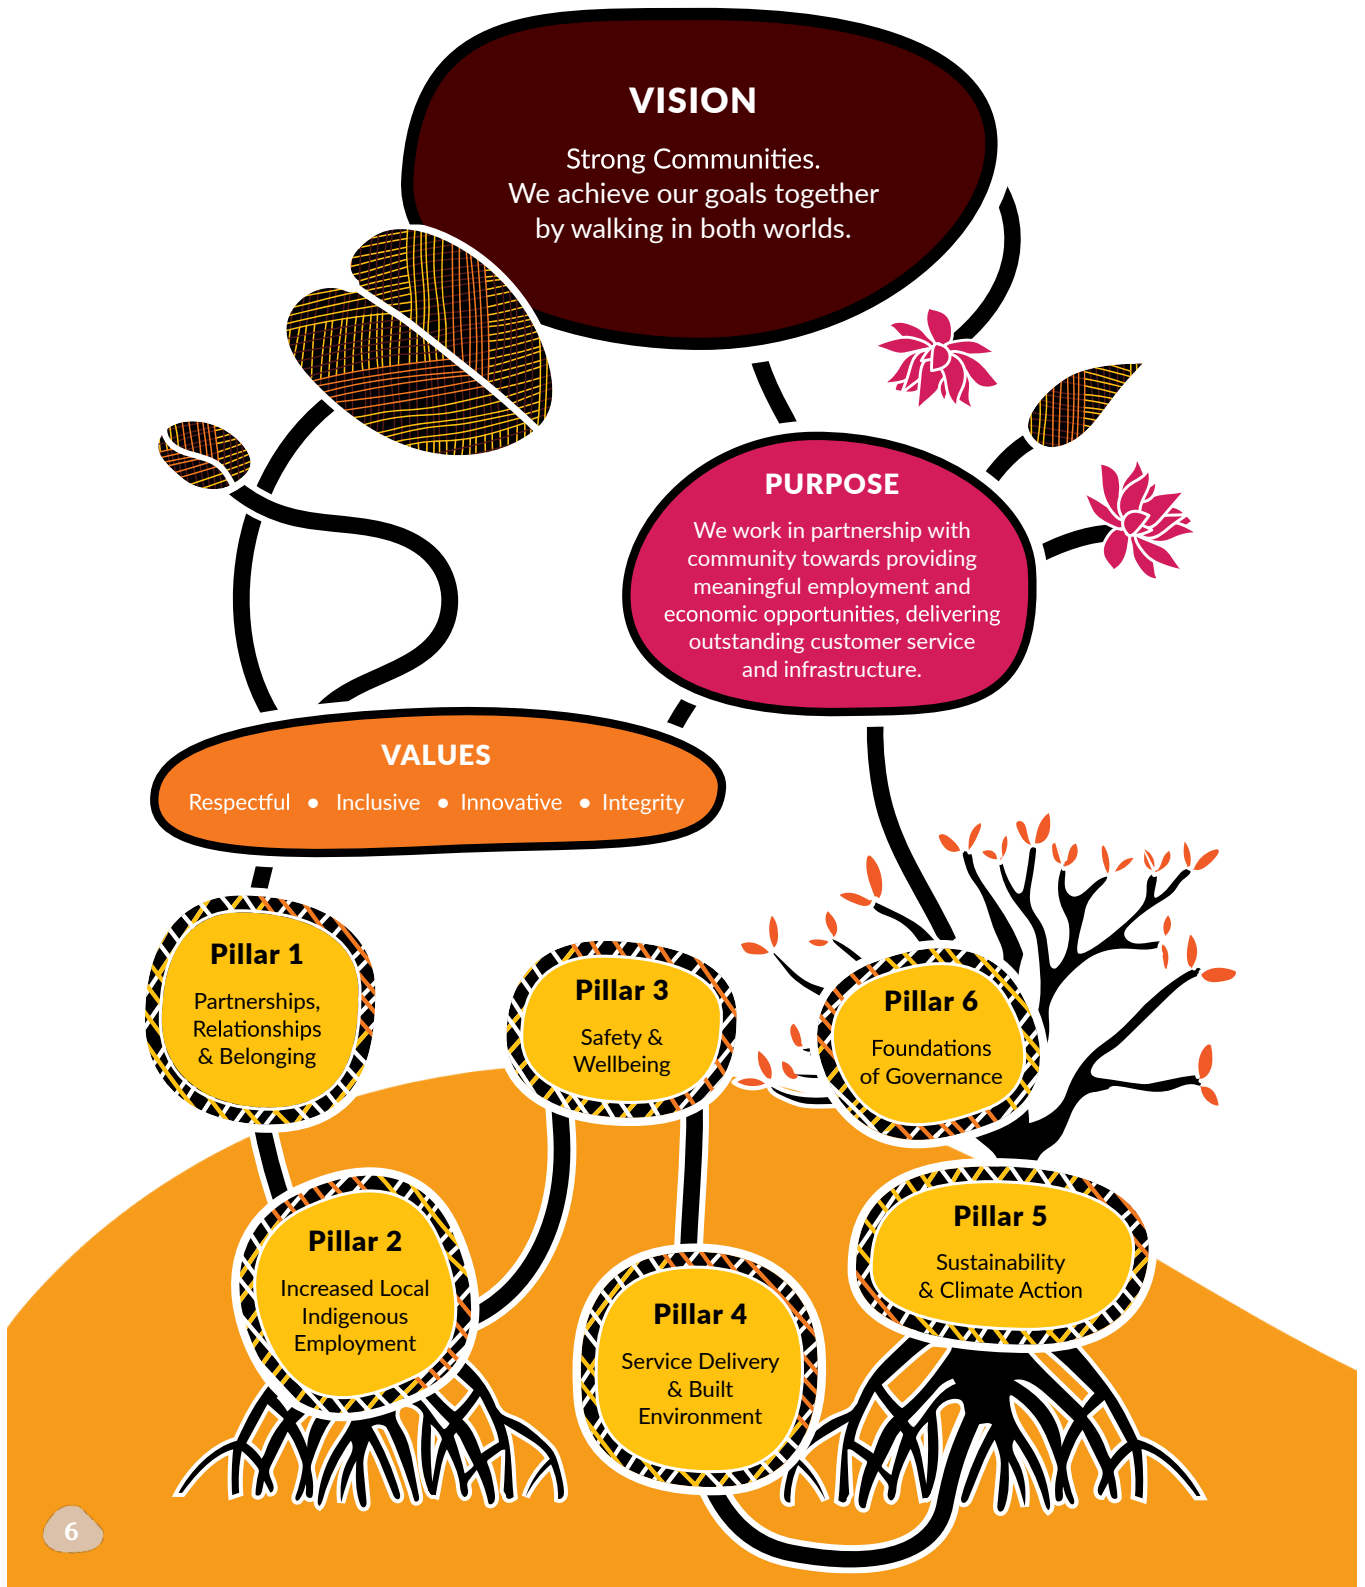 VISION
Strong Communities.
We achieve our goals together
by walking in both worlds.
PURPOSE
We work in partnership with
community towards providing
meaningful employment and
economic opportunities, delivering
outstanding customer service
and infrastructure.
VALUES
Respectful • Inclusive • Innovative • Integrity
Pillar 1
Partnerships,
Relationships
& Belonging
Pillar 2
Increased Local
Indigenous
Employment
Pillar 3
Safety &
Wellbeing
Pillar 4
Service Delivery
& Built
Environment
Pillar 5
Sustainability
& Climate Action
Pillar 6
Foundations
of Governance
6